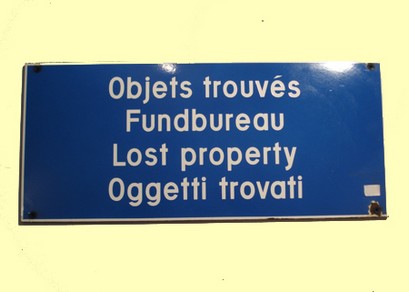 Objets trouvés
Fundbureau
Lost property
Oggetti trovati